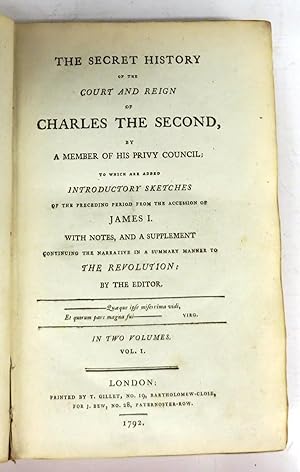 THE SECRET HISTORY
OF THE
COURT AND REIGN
OF
CHARLES THE SECOND,
BY
A MEMBER OF HIS PRIVY COUNCIL:
TO WHICH ARE ADDED
INTRODUCTORY SKETCHES
OF THE PRECEDING PERIOD FROM THE ACCESSION OF
JAMES I.
WITH NOTES, AND A SUPPLEMENT
CONTINUING THE NARRATIVE IN A SUMMARY MANNER TO
THE REVOLUTION:
BY THE EDITOR.
Quæque ipse miserrima vidi,
Et quorum pars magna fui VIRG.
IN TWO VOLUMES.
VOL. I.
LONDON:
PRINTED BY T. GILLET, NO. 19, BARTHOLOMEW-CLOSE,
FOR J. BEW, NO. 28, PATERNOSTER-ROW.
1792.